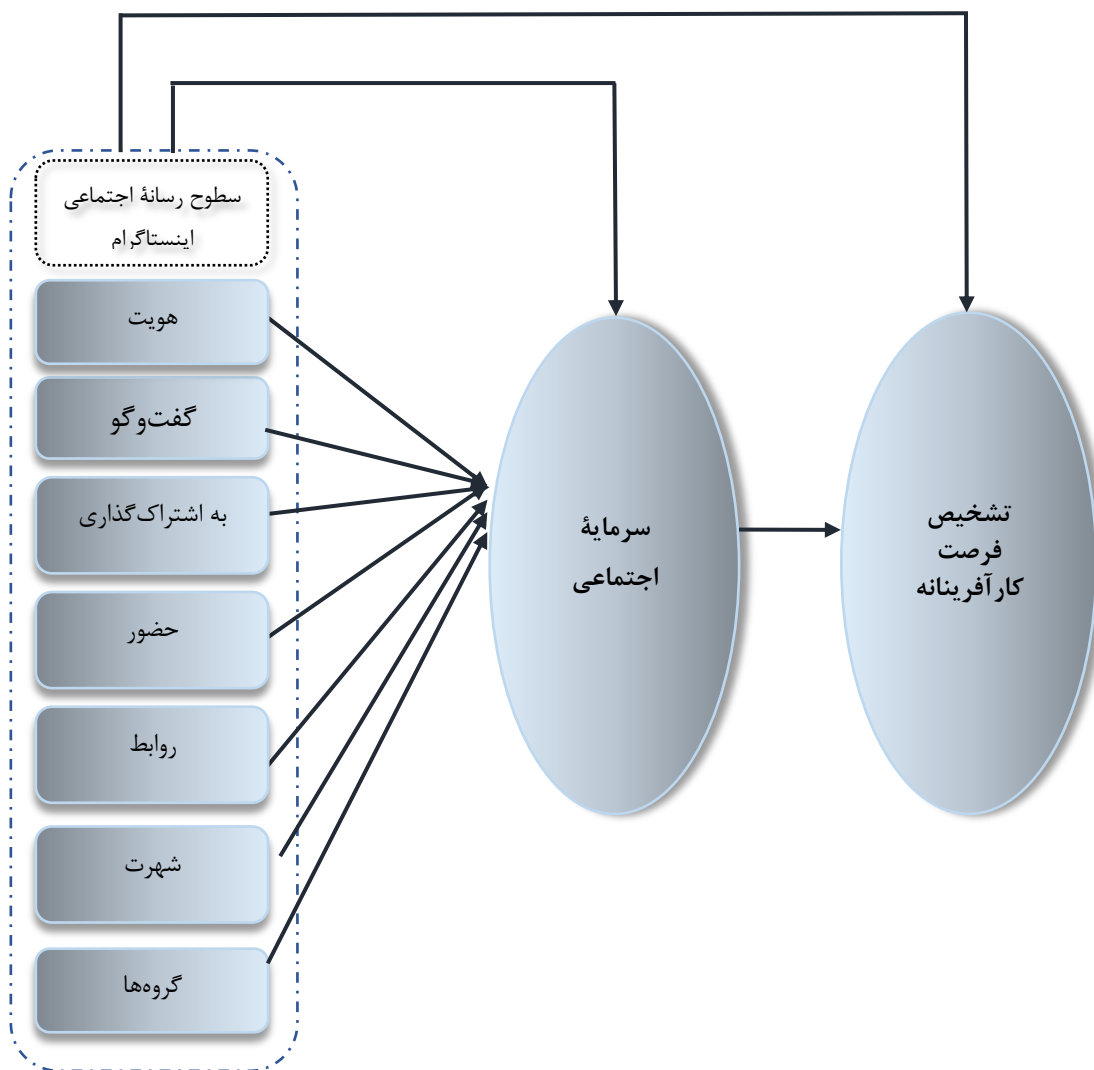 سطوح رسانهٔ اجتماعی
اینستاگرام
هویت
گفت‌وگو
به اشتراک‌گذاری
حضور
روابط
شهرت
گروه‌ها
سرمایهٔ
اجتماعی
تشخیص
فرصت
کارآفرینانه